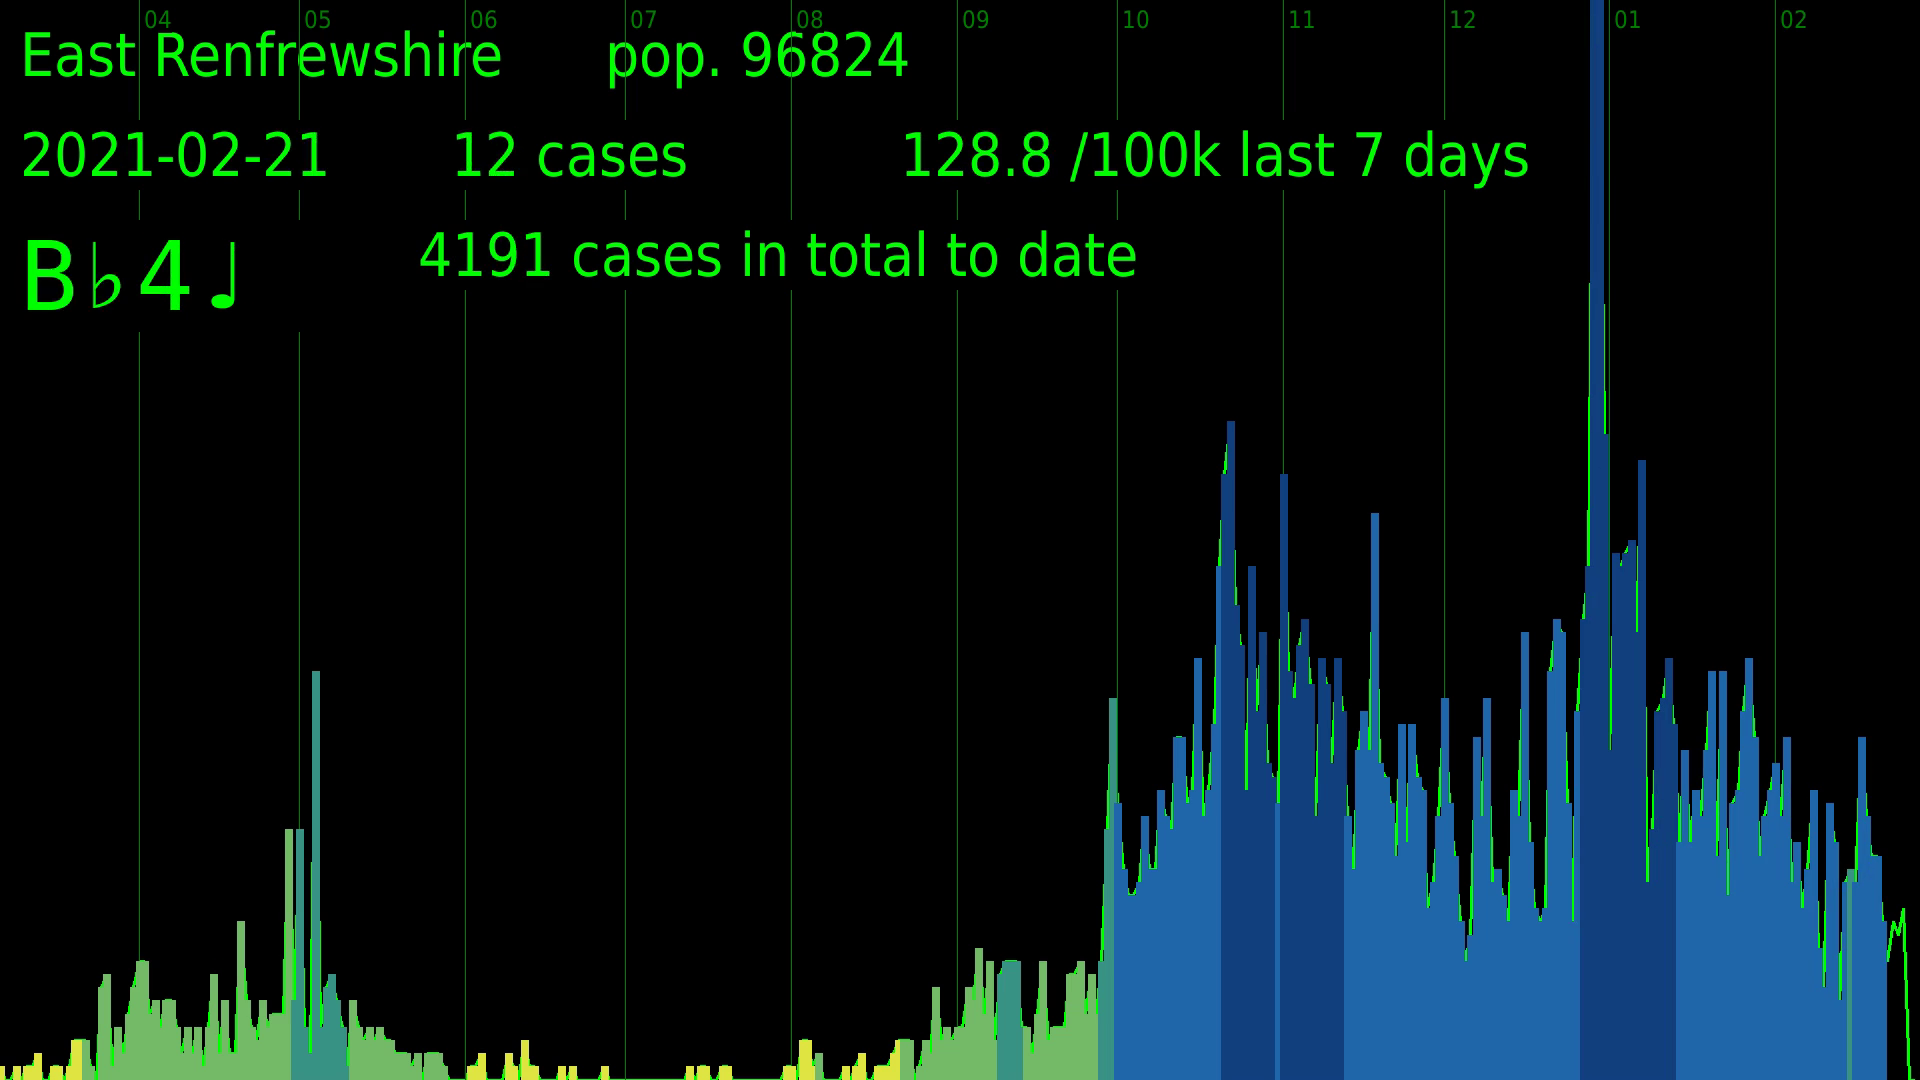 04 05 06 07 08 09 10 11 12 01 02
East Renfrewshire pop. 96824
2021-02-21 12 cases 128.8 /100k last 7 days
B♭4♩ 4191 cases in total to date